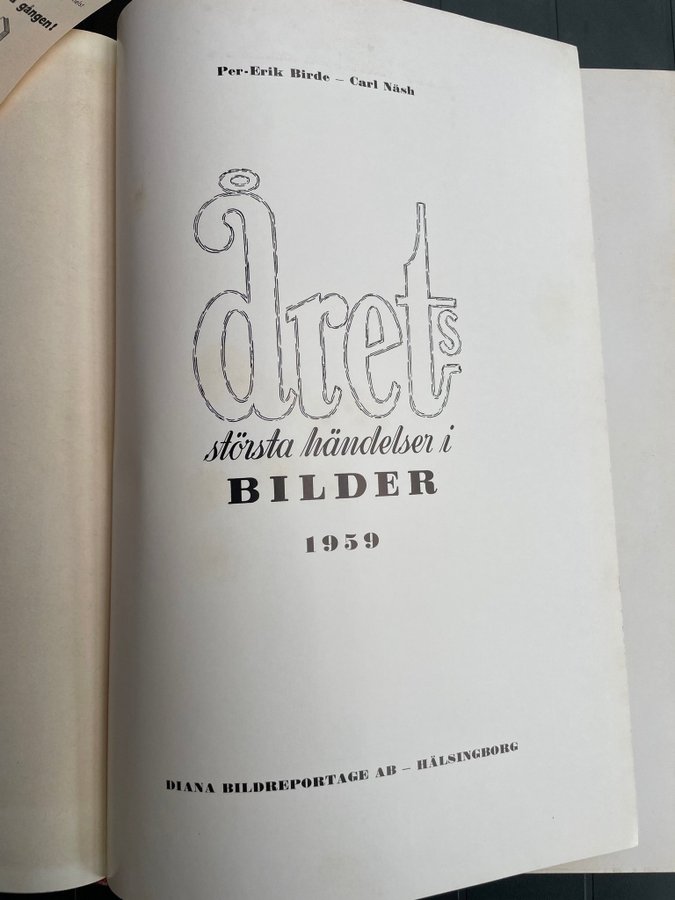 gången!
Per-Erik Birde – Carl Näsh
Årets
största händelser i
BILDER
1959
DIANA BILDREPORTAGE AB – HÄLSINGBORG